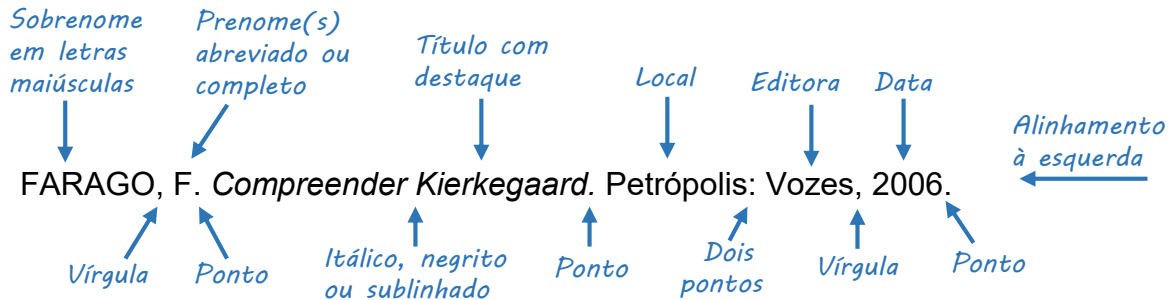 Sobrenome
em letras
maiúsculas
Prenome(s)
abreviado ou
completo
Título com
destaque
Local
Editora
Data
Alinhamento
à esquerda
FARAGO, F. Compreender Kierkegaard. Petrópolis: Vozes, 2006.
Vírgula
Ponto
Itálico, negrito
ou sublinhado
Ponto
Dois
pontos
Vírgula
Ponto